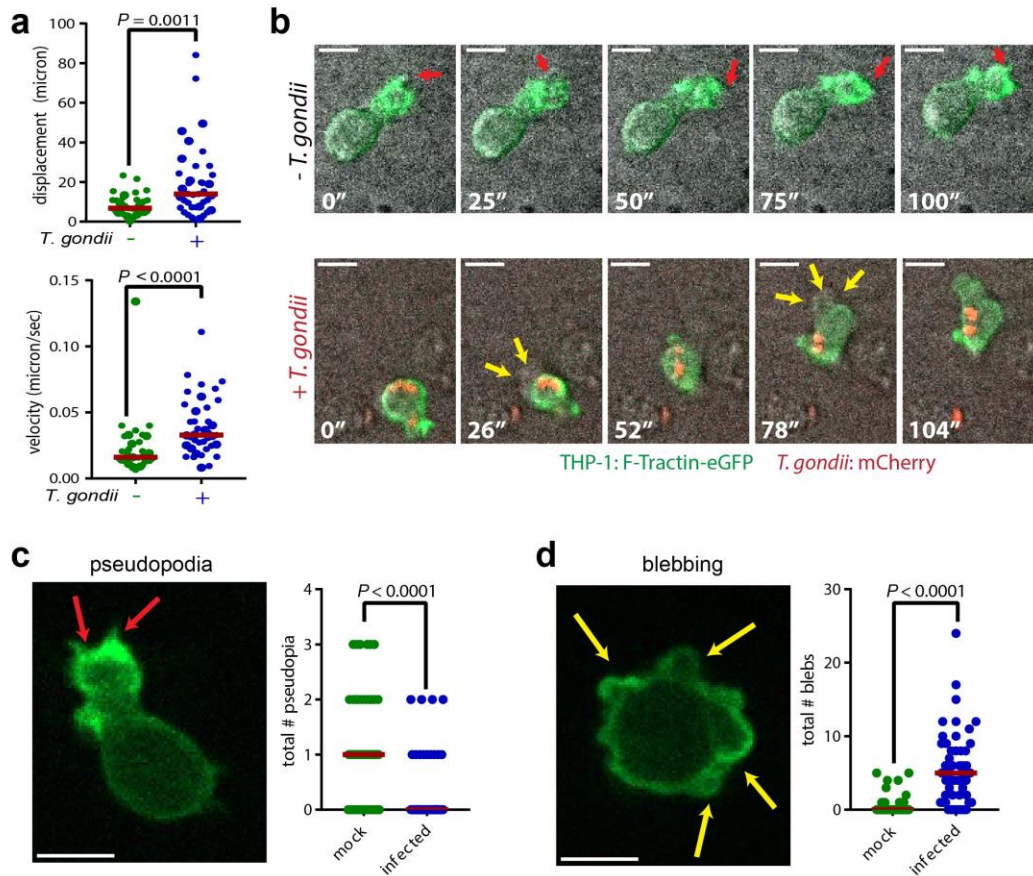 a
P = 0.0011
displacement (micron)
100
80
60
40
20
0
T. gondii - +
P < 0.0001
velocity (micron/sec)
0.15
0.10
0.05
0.00
T. gondii - +
b
- T. gondii
0” 25” 50” 75” 100”
+ T. gondii
0” 26” 52” 78” 104”
THP-1: F-Tractin-eGFP T. gondii: mCherry
c
pseudopodia
P < 0.0001
total # pseudopia
4
3
2
1
0
mock infected
d
blebbing
P < 0.0001
total # blebs
30
20
10
0
mock infected